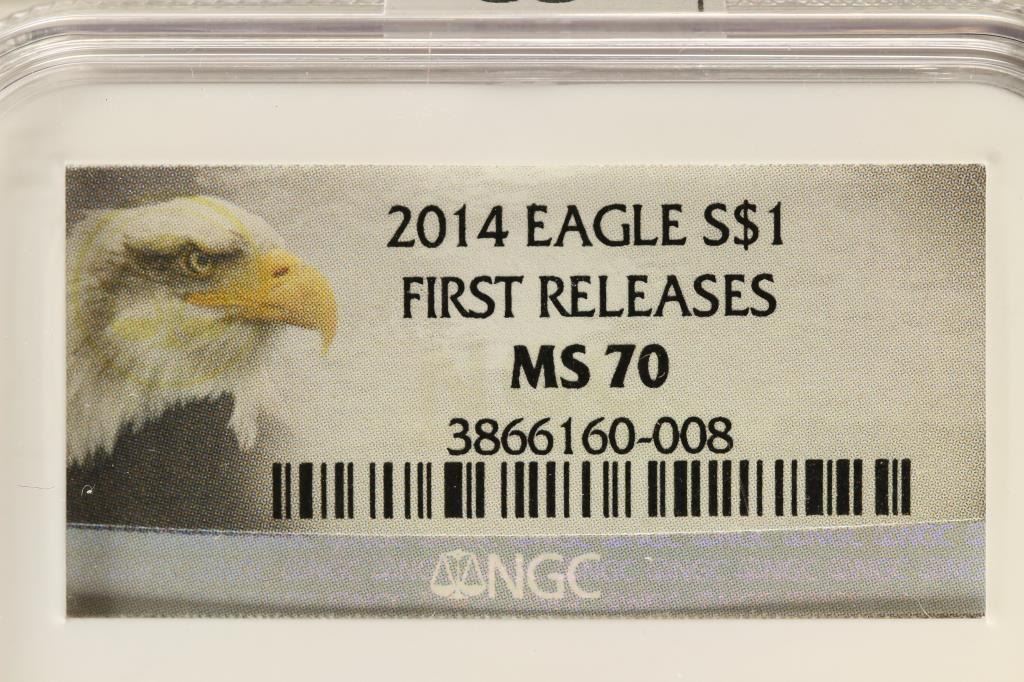 2014 EAGLE S$1
FIRST RELEASES
MS 70
3866160-008
NGC